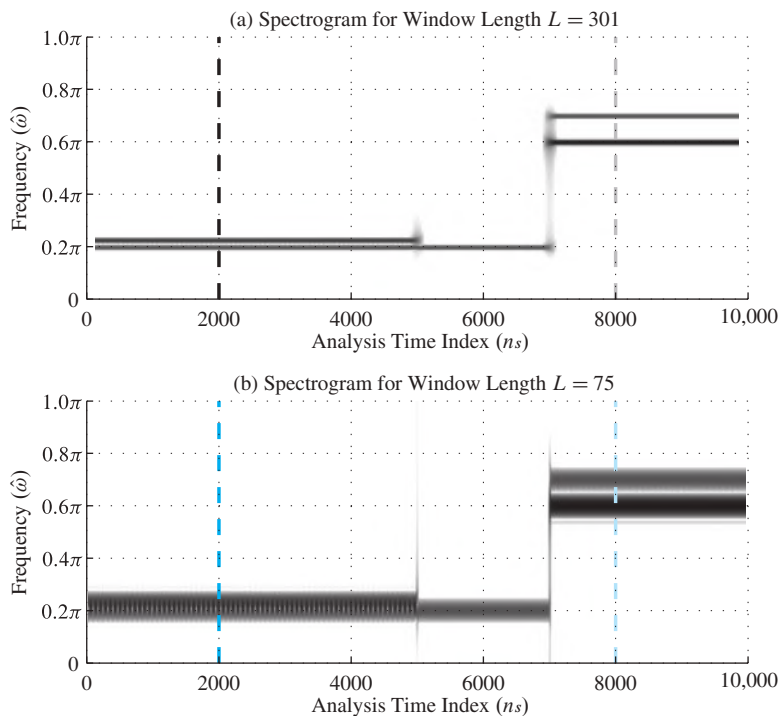 (a) Spectrogram for Window Length L = 301
1.0π
0.8π
0.6π
0.4π
0.2π
0
Frequency (ω̂)
0 2000 4000 6000 8000 10,000
Analysis Time Index (ns)
(b) Spectrogram for Window Length L = 75
1.0π
0.8π
0.6π
0.4π
0.2π
0
Frequency (ω̂)
0 2000 4000 6000 8000 10,000
Analysis Time Index (ns)